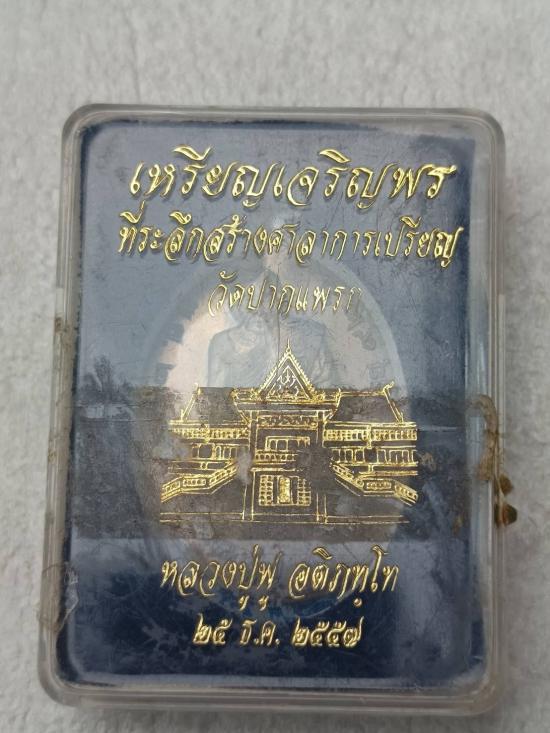 เหรียญเจริญพร
ที่ระลึกสร้างศาลาการเปรียญ
วัดปากแพรก
หลวงปู่ฟู อติภทฺโท
๒๕ ธ.ค. ๒๕๕๗